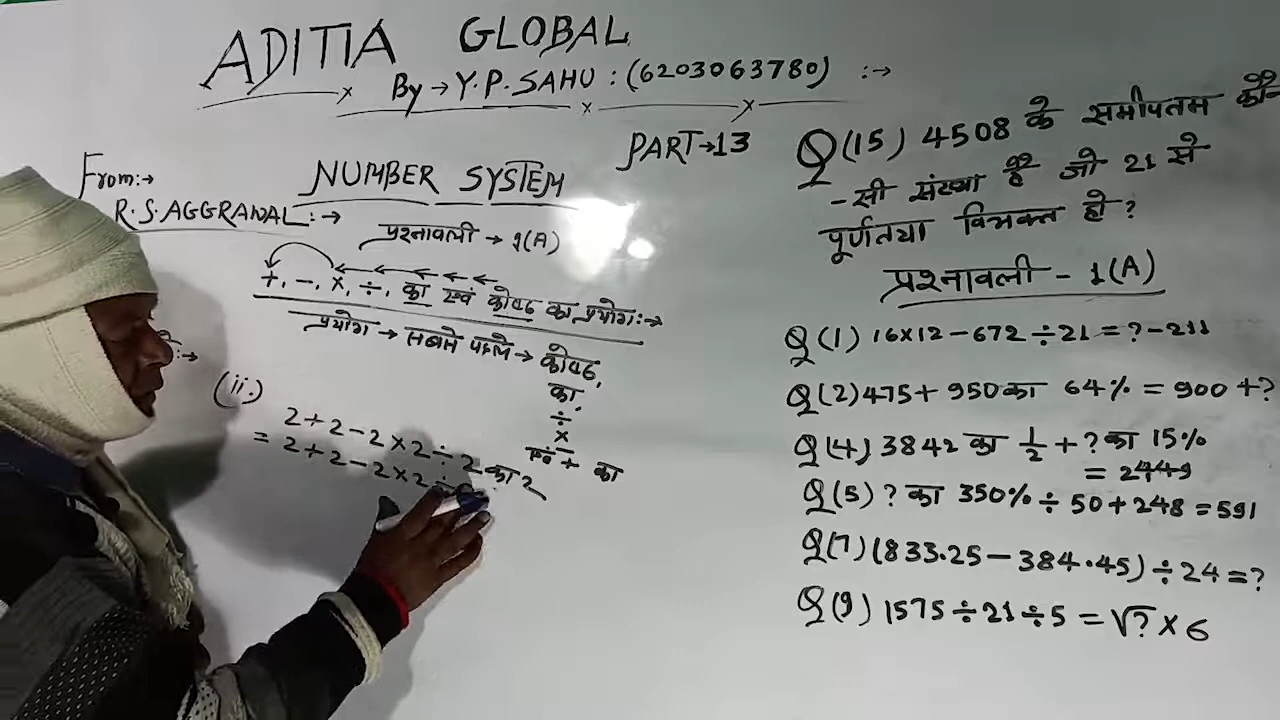 ADITIA GLOBAL
By → Y.P. SAHU : (6203063780) :→
PART→13
From:→
NUMBER SYSTEM
R.S. AGGRAWAL:→
प्रश्नावली → 1(A)
+, -, ×, ÷, का एवं कोष्ठ का प्रयोग:→
प्रयोग → सबसे पहले → कोष्ठ,
का
÷
×
+ का
(ii.)
2+2-2×2÷2 का 2
= 2+2-2×2÷
Q(15) 4508 के समीपतम कौन
-सी संख्या है जो 21 से
पूर्णतया विभक्त हो?
प्रश्नावली - 1(A)
Q(1) 16×12-672÷21=?-211
Q(2) 475+950 का 64% = 900+?
Q(4) 3842 का 1/2 + ? का 15%
= 2449
Q(5) ? का 350% ÷ 50+248 = 591
Q(7) (833.25-384.45)÷24=?
Q(9) 1575÷21÷5 = √?×6